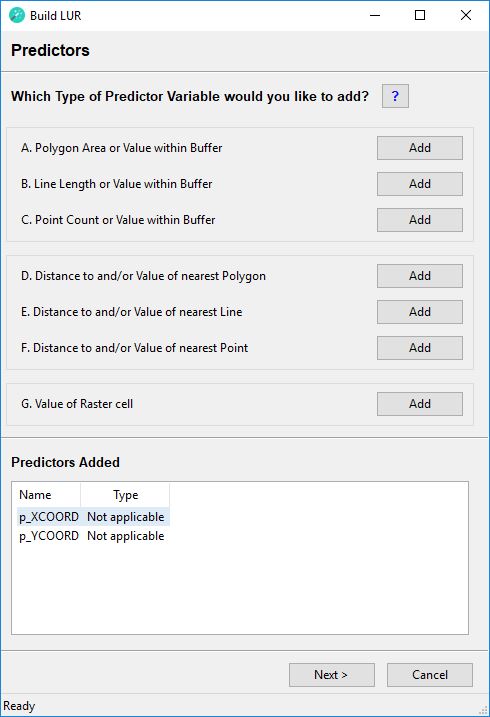 Build LUR
Predictors
Which Type of Predictor Variable would you like to add? ?
A. Polygon Area or Value within Buffer Add
B. Line Length or Value within Buffer Add
C. Point Count or Value within Buffer Add
D. Distance to and/or Value of nearest Polygon Add
E. Distance to and/or Value of nearest Line Add
F. Distance to and/or Value of nearest Point Add
G. Value of Raster cell Add
Predictors Added
Name Type
p_XCOORD Not applicable
p_YCOORD Not applicable
Next > Cancel
Ready